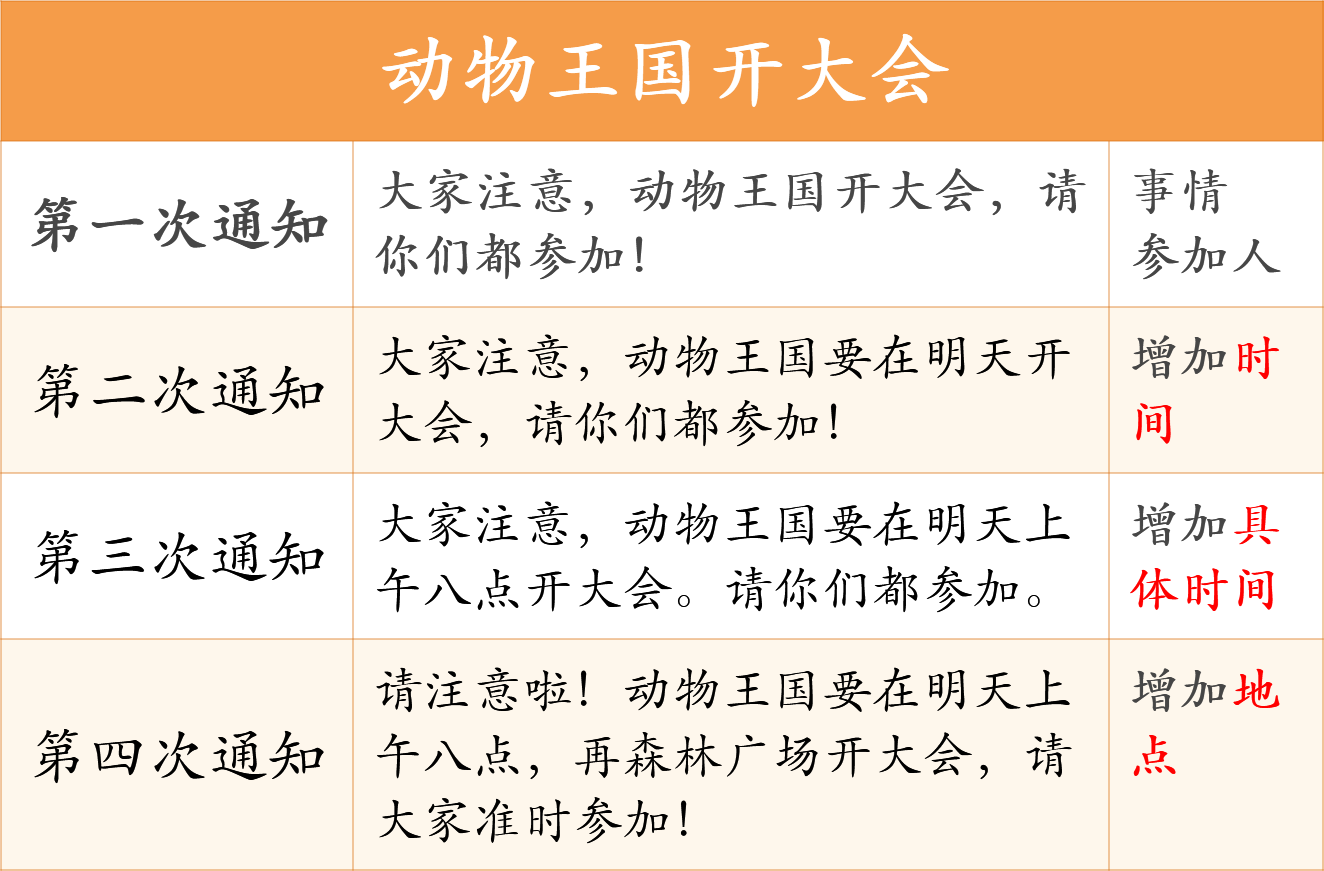 动物王国开大会
第一次通知
大家注意，动物王国开大会，请
你们都参加！
事情
参加人
第二次通知
大家注意，动物王国要在明天开
大会，请你们都参加！
增加时
间
第三次通知
大家注意，动物王国要在明天上
午八点开大会。请你们都参加。
增加具
体时间
第四次通知
请注意啦！动物王国要在明天上
午八点，再森林广场开大会，请
大家准时参加！
增加地
点